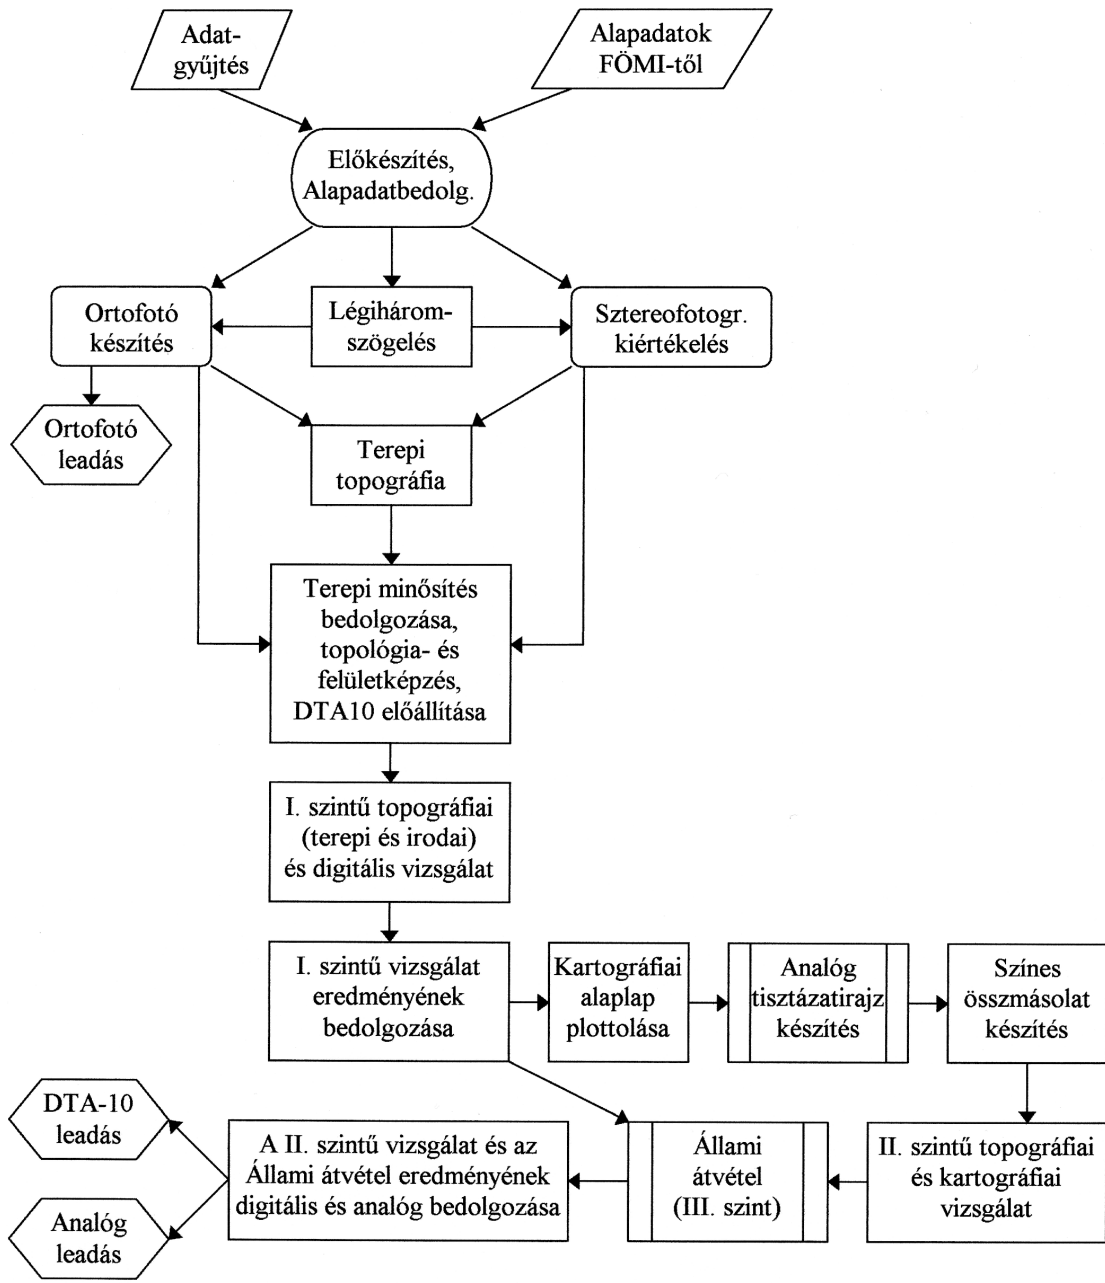 Adat-
gyűjtés
Alapadatok
FÖMI-től
Előkészítés,
Alapadatbedolg.
Ortofotó
készítés
Légihárom-
szögelés
Sztereofotogr.
kiértékelés
Ortofotó
leadás
Terepi
topográfia
Terepi minősítés
bedolgozása,
topológia- és
felületképzés,
DTA10 előállítása
I. szintű topográfiai
(terepi és irodai)
és digitális vizsgálat
I. szintű vizsgálat
eredményének
bedolgozása
Kartográfiai
alaplap
plottolása
Analóg
tisztázatirajz
készítés
Színes
összmásolat
készítés
DTA-10
leadás
Analóg
leadás
A II. szintű vizsgálat és az
Állami átvétel eredményének
digitális és analóg bedolgozása
Állami
átvétel
(III. szint)
II. szintű topográfiai
és kartográfiai
vizsgálat